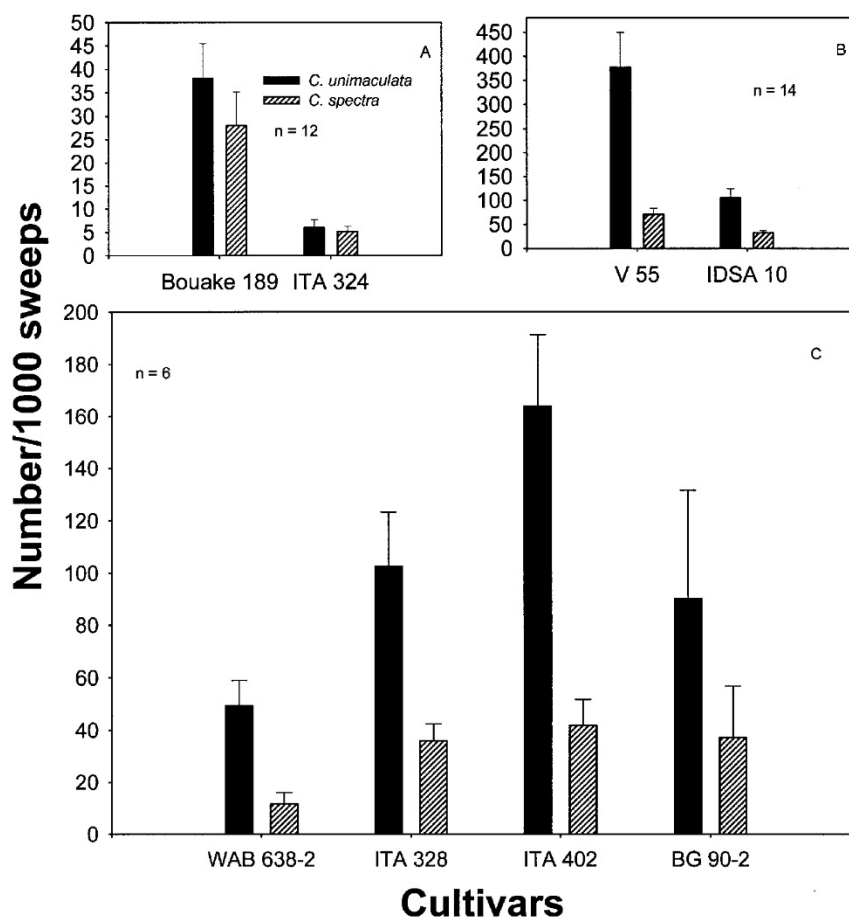 50
45
40
35
30
25
20
15
10
5
0
A
C. unimaculata
C. spectra
n = 12
Bouake 189 ITA 324
450
400
350
300
250
200
150
100
50
0
B
n = 14
V 55 IDSA 10
Number/1000 sweeps
200
180
160
140
120
100
80
60
40
20
0
n = 6
C
WAB 638-2 ITA 328 ITA 402 BG 90-2
Cultivars